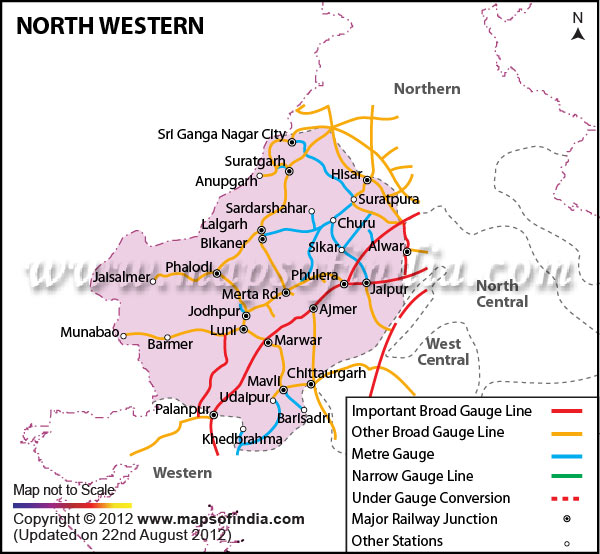 NORTH WESTERN
N
Northern
Sri Ganga Nagar City
Suratgarh
Hisar
Anupgarh
Suratpura
Sardarshahar
Churu
Lalgarh
Bikaner
Sikar
Alwar
www.mapsofindia.com
Phalodi
Jaisalmer
Phulera
Jaipur
North
Central
Merta Rd.
Jodhpur
Ajmer
Munabao
Luni
Barmer
Marwar
West
Central
Chittaurgarh
Mavli
Udaipur
Palanpur
Barisadri
Khedbrahma
Western
Important Broad Gauge Line
Other Broad Gauge Line
Metre Gauge
Narrow Gauge Line
Under Gauge Conversion
Major Railway Junction
Other Stations
Map not to Scale
Copyright © 2012 www.mapsofindia.com
(Updated on 22nd August 2012)